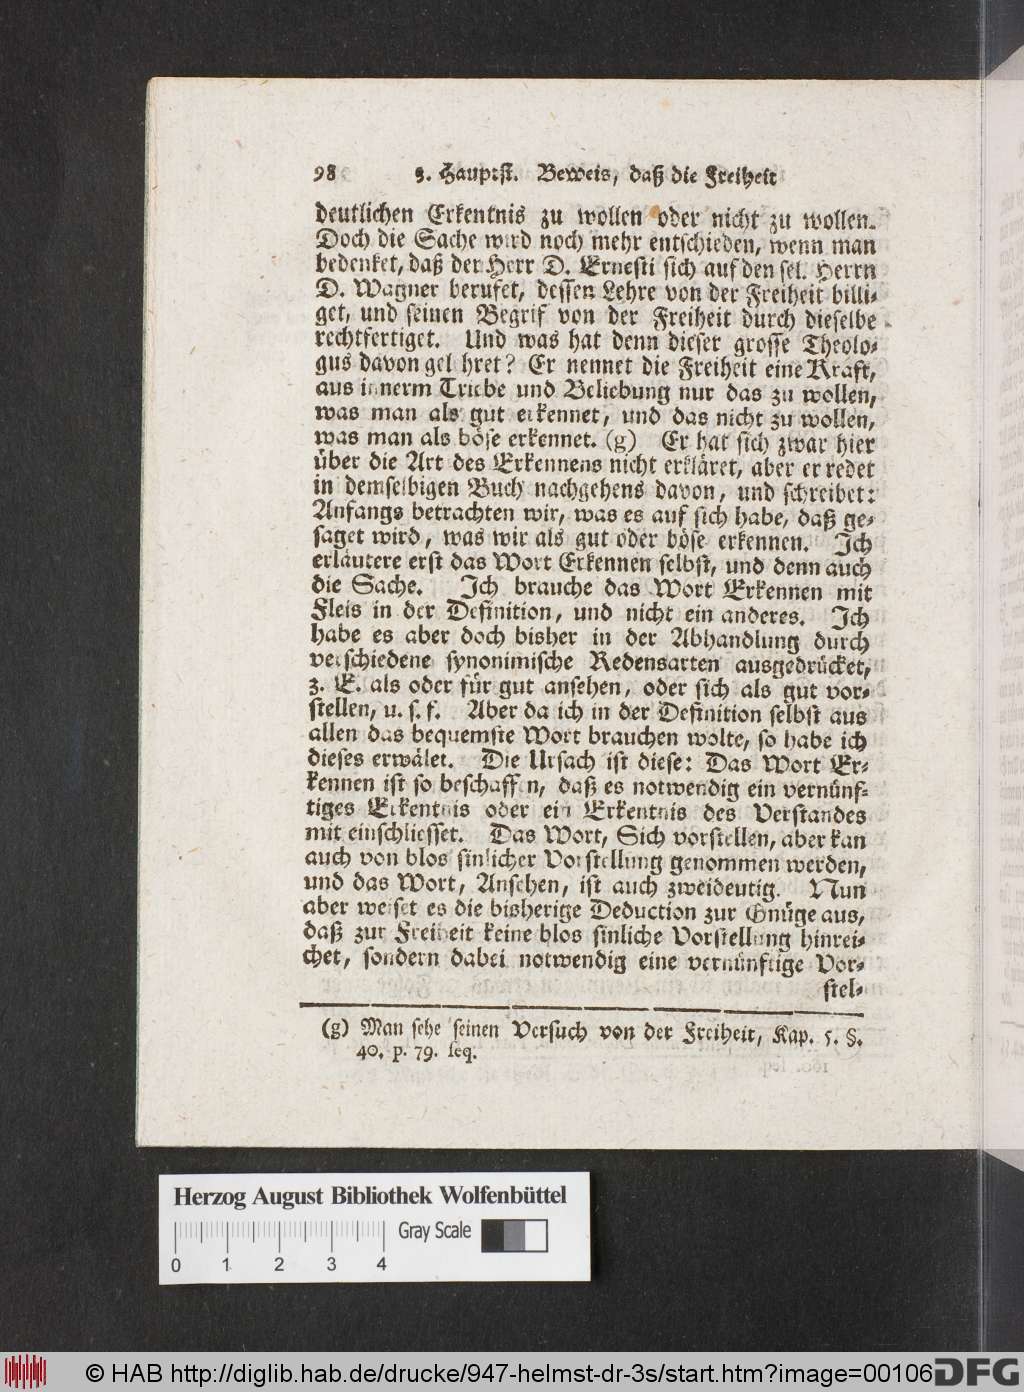 98 3. Hauptst. Beweis, daß die Freiheit
deutlichen Erkentnis zu wollen oder nicht zu wollen.
Doch die Sache wird noch mehr entschieden, wenn man
bedenket, daß der Herr D. Ernesti sich auf den sel. Herrn
D. Wagner berufet, dessen Lehre von der Freiheit billi-
get, und seinen Begrif von der Freiheit durch dieselbe
rechtfertiget. Und was hat denn dieser grosse Theolo-
gus davon gelehret? Er nennet die Freiheit eine Kraft,
aus innerm Triebe und Beliebung nur das zu wollen,
was man als gut erkennet, und das nicht zu wollen,
was man als böse erkennet. (g) Er hat sich zwar hier
über die Art des Erkennens nicht erkläret, aber er redet
in demselbigen Buch nachgehens davon, und schreibet:
Anfangs betrachten wir, was es auf sich habe, daß ge-
saget wird, was wir als gut oder böse erkennen. Ich
erläutere erst das Wort Erkennen selbst, und denn auch
die Sache. Ich brauche das Wort Erkennen mit
Fleis in der Definition, und nicht ein anderes. Ich
habe es aber doch bisher in der Abhandlung durch
verschiedene synonimische Redensarten ausgedrücket,
z. E. als oder für gut ansehen, oder sich als gut vor-
stellen, u. s. f. Aber da ich in der Definition selbst aus
allen das bequemste Wort brauchen wolte, so habe ich
dieses erwälet. Die Ursach ist diese: Das Wort Er-
kennen ist so beschaffen, daß es notwendig ein vernünf-
tiges Erkentnis oder ein Erkentnis des Verstandes
mit einschliesset. Das Wort, Sich vorstellen, aber kan
auch von blos sinlicher Vorstellung genommen werden,
und das Wort, Ansehen, ist auch zweideutig. Nun
aber weiset es die bisherige Deduction zur Gnüge aus,
daß zur Freiheit keine blos sinliche Vorstellung hinrei-
chet, sondern dabei notwendig eine vernünftige Vor-
stel-
(g) Man sehe seinen Versuch von der Freiheit, Kap. 5. §.
40. p. 79. seq.
Herzog August Bibliothek Wolfenbüttel
Gray Scale
0 1 2 3 4
© HAB http://diglib.hab.de/drucke/947-helmst-dr-3s/start.htm?image=00106
DFG